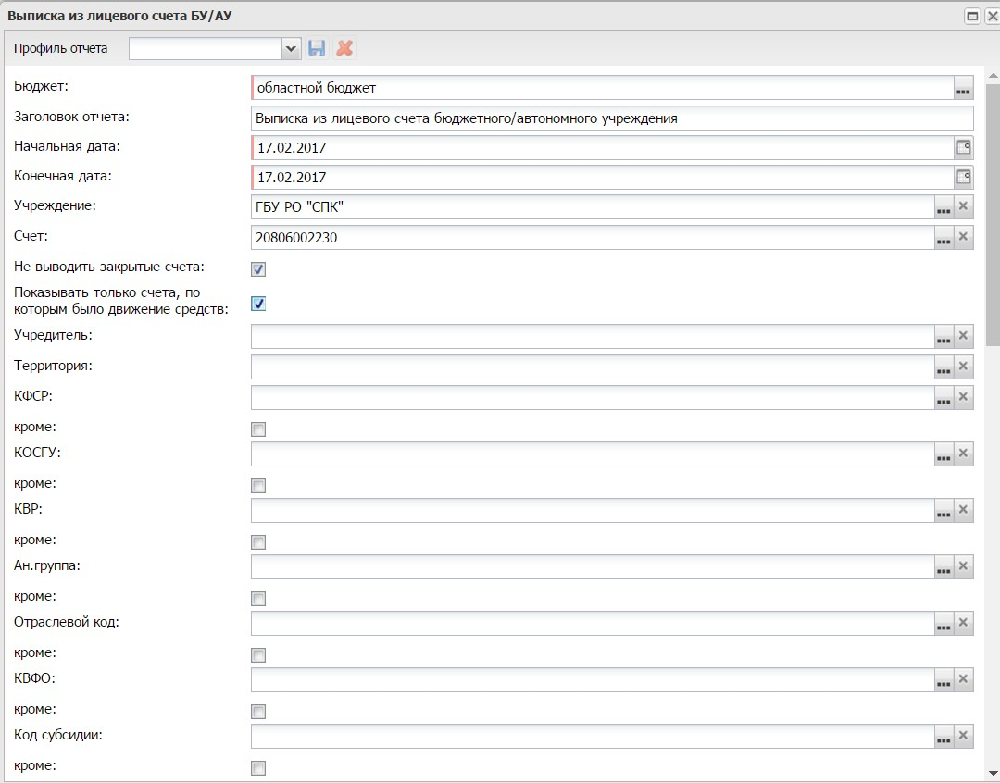 Выписка из лицевого счета БУ/АУ
Профиль отчета
Бюджет: областной бюджет
Заголовок отчета: Выписка из лицевого счета бюджетного/автономного учреждения
Начальная дата: 17.02.2017
Конечная дата: 17.02.2017
Учреждение: ГБУ РО "СПК"
Счет: 20806002230
Не выводить закрытые счета:
Показывать только счета, по
которым было движение средств:
Учредитель:
Территория:
КФСР:
кроме:
КОСГУ:
кроме:
КВР:
кроме:
Ан.группа:
кроме:
Отраслевой код:
кроме:
КВФО:
кроме:
Код субсидии:
кроме: